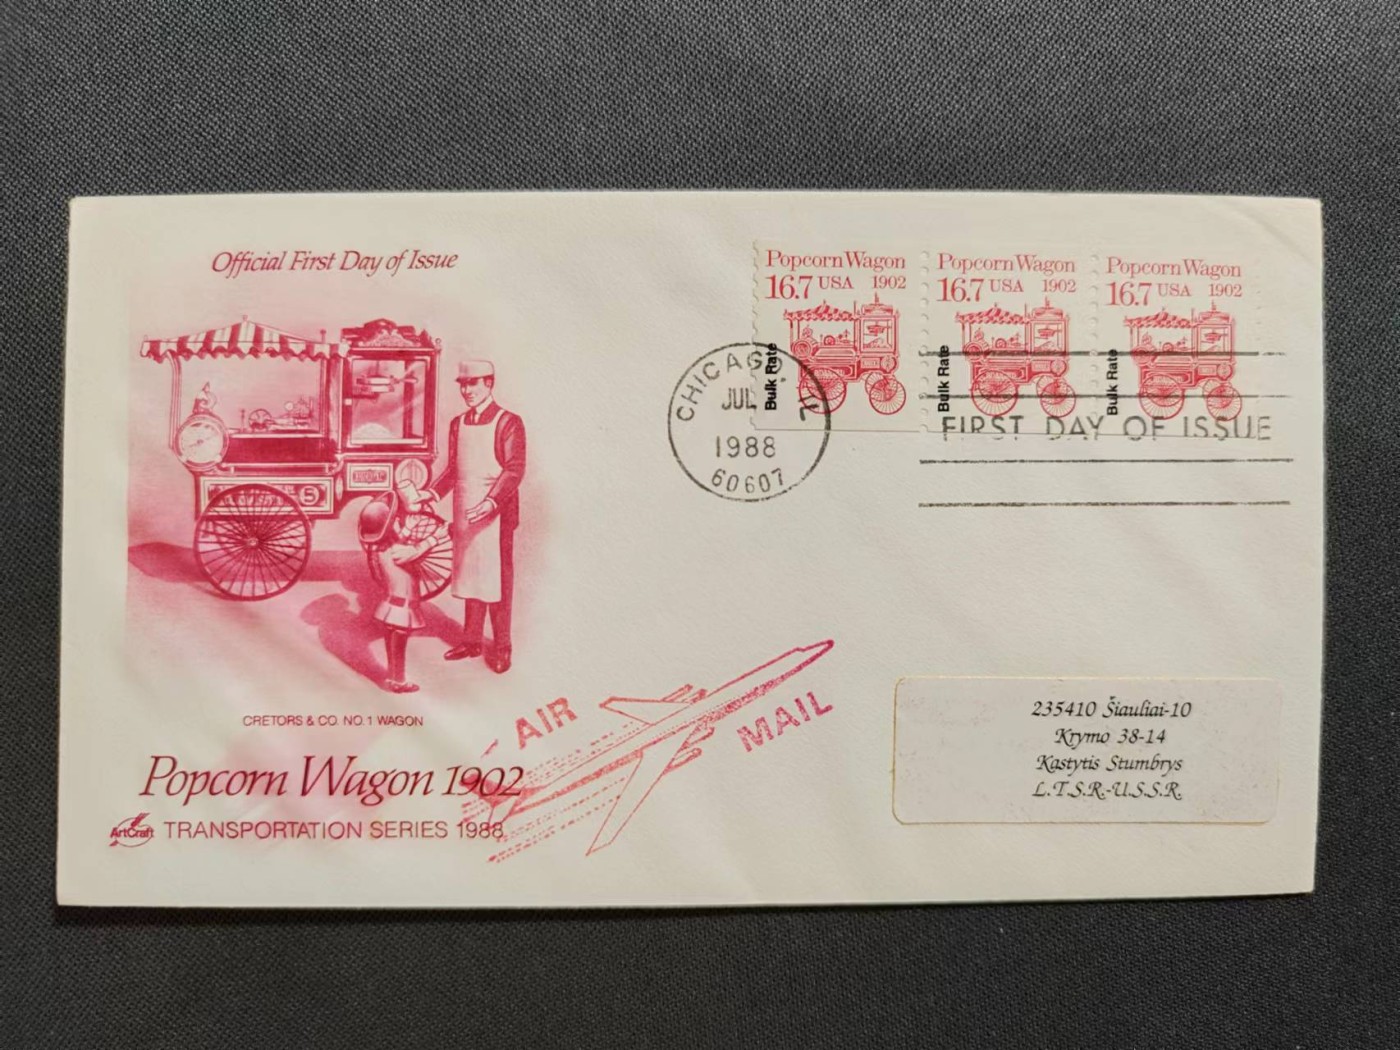 Official First Day of Issue
Popcorn Wagon
16.7 USA 1902
Bulk Rate
Popcorn Wagon
16.7 USA 1902
Bulk Rate
Popcorn Wagon
16.7 USA 1902
Bulk Rate
CHICAGO, IL
JUL
1988
60607
FIRST DAY OF ISSUE
5
CRETORS & CO. NO. 1 WAGON
Popcorn Wagon 1902
ArtCraft TRANSPORTATION SERIES 1988
AIR
MAIL
235410 Šiauliai-10
Krymo 38-14
Kastytis Stumbrys
L.T.S.R.-U.S.S.R.